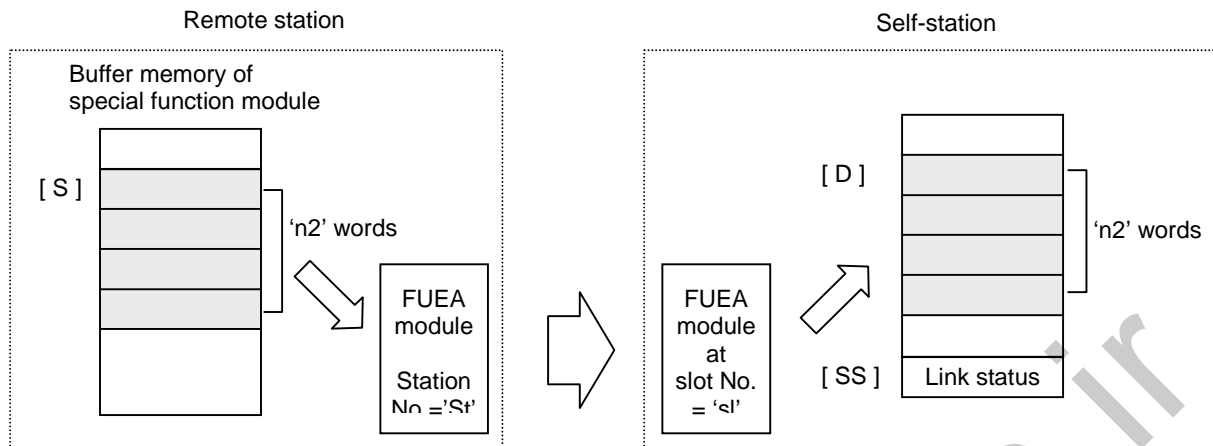 Remote station
Self-station
Buffer memory of
special function module
[ S ]
‘n2’ words
FUEA
module
Station
No.=’St’
FUEA
module
at
slot No.
= ‘sl’
[ D ]
‘n2’ words
[ SS ]
Link status
ir